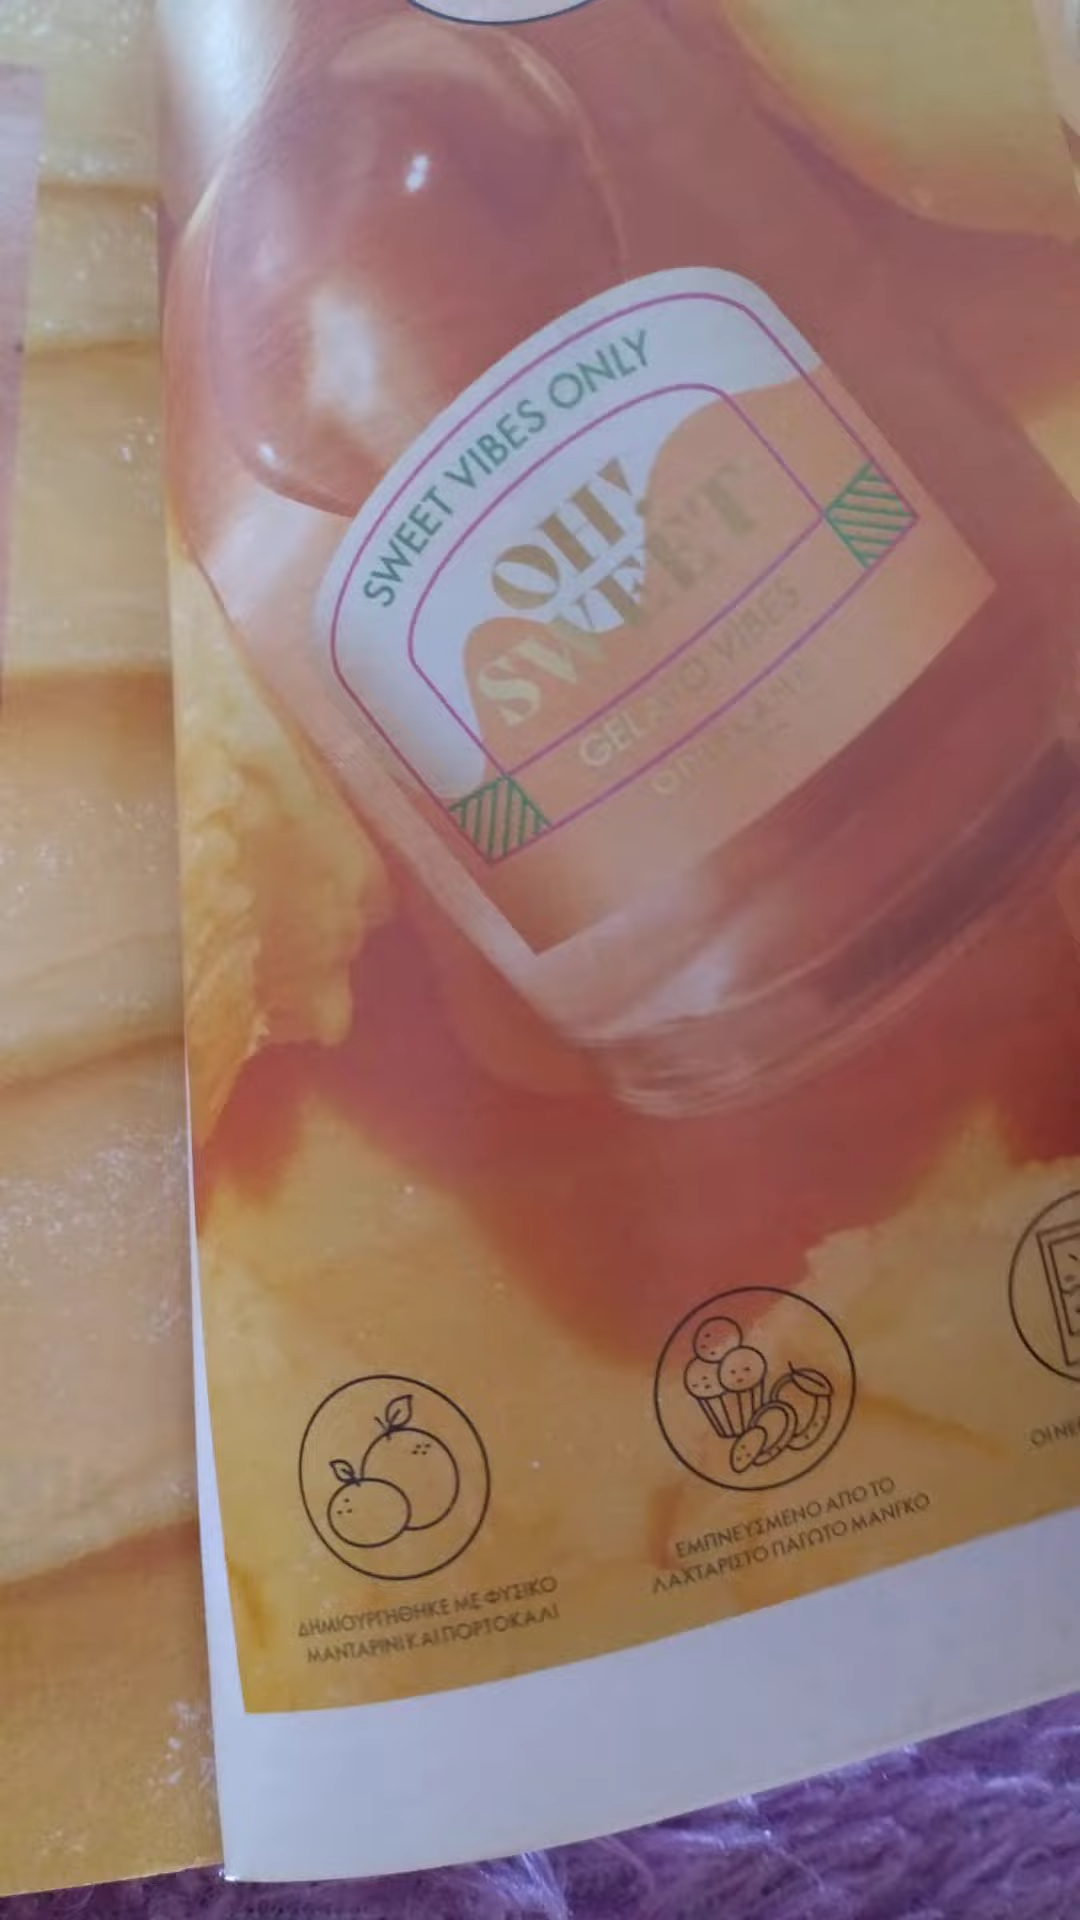 SWEET VIBES ONLY
OH!
SWEET
GELATO VIBES
ΔΗΜΙΟΥΡΓΗΘΗΚΕ ΜΕ ΦΥΣΙΚΟ
ΜΑΝΤΑΡΙΝΙ ΚΑΙ ΠΟΡΤΟΚΑΛΙ
ΕΜΠΝΕΥΣΜΕΝΟ ΑΠΟ ΤΟ
ΛΑΧΤΑΡΙΣΤΟ ΠΑΓΩΤΟ ΜΑΝΓΚΟ
ΟΙ